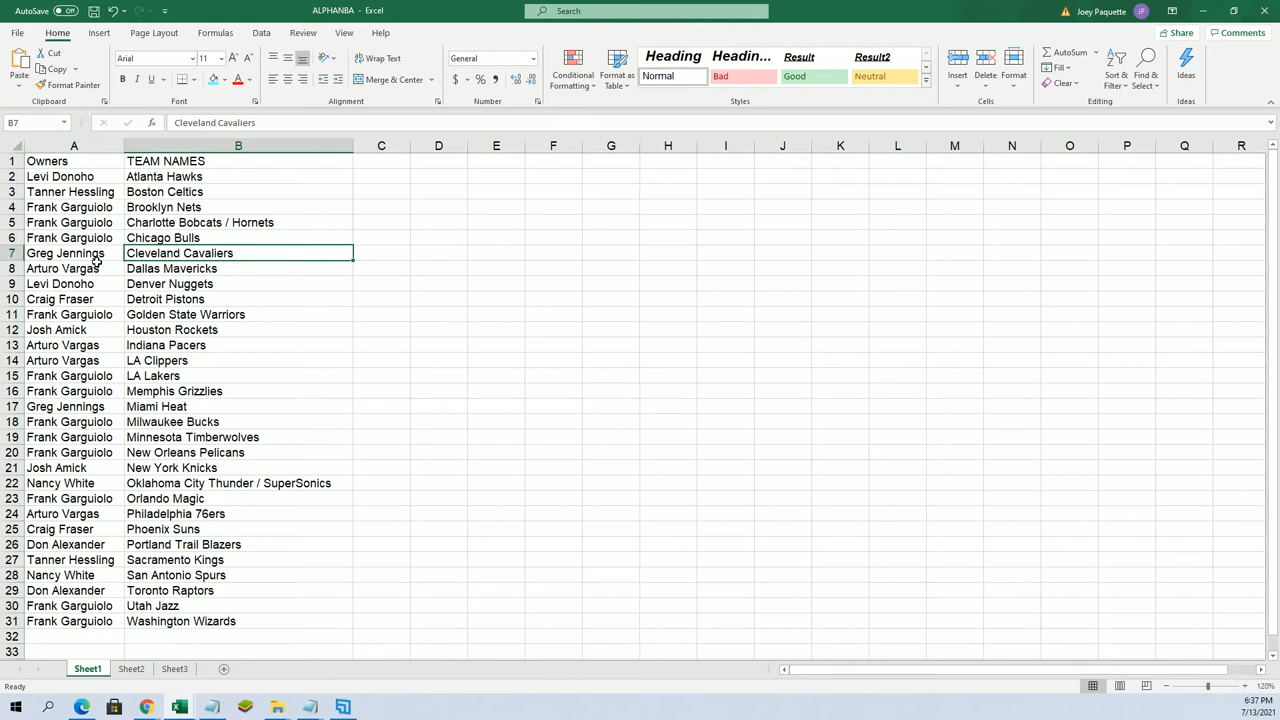 AutoSave Off ALPHANBA - Excel Search Joey Paquette JP
File Home Insert Page Layout Formulas Data Review View Help Share Comments
Paste Cut Copy Format Painter Clipboard
Arial 11 A A B I U A Font
Wrap Text Merge & Center Alignment
General $ % Number
Conditional Formatting Format as Table
Heading Headin... Result Result2
Normal Bad Good Neutral
Styles
Insert Delete Format Cells
AutoSum Fill Clear Sort & Filter Find & Select Editing
Ideas Ideas
B7 fx Cleveland Cavaliers
A B C D E F G H I J K L M N O P Q R
1 Owners TEAM NAMES
2 Levi Donoho Atlanta Hawks
3 Tanner Hessling Boston Celtics
4 Frank Garguiolo Brooklyn Nets
5 Frank Garguiolo Charlotte Bobcats / Hornets
6 Frank Garguiolo Chicago Bulls
7 Greg Jennings Cleveland Cavaliers
8 Arturo Vargas Dallas Mavericks
9 Levi Donoho Denver Nuggets
10 Craig Fraser Detroit Pistons
11 Frank Garguiolo Golden State Warriors
12 Josh Amick Houston Rockets
13 Arturo Vargas Indiana Pacers
14 Arturo Vargas LA Clippers
15 Frank Garguiolo LA Lakers
16 Frank Garguiolo Memphis Grizzlies
17 Greg Jennings Miami Heat
18 Frank Garguiolo Milwaukee Bucks
19 Frank Garguiolo Minnesota Timberwolves
20 Frank Garguiolo New Orleans Pelicans
21 Josh Amick New York Knicks
22 Nancy White Oklahoma City Thunder / SuperSonics
23 Frank Garguiolo Orlando Magic
24 Arturo Vargas Philadelphia 76ers
25 Craig Fraser Phoenix Suns
26 Don Alexander Portland Trail Blazers
27 Tanner Hessling Sacramento Kings
28 Nancy White San Antonio Spurs
29 Don Alexander Toronto Raptors
30 Frank Garguiolo Utah Jazz
31 Frank Garguiolo Washington Wizards
32
33
Sheet1 Sheet2 Sheet3
Ready 120%
6:37 PM
7/13/2021